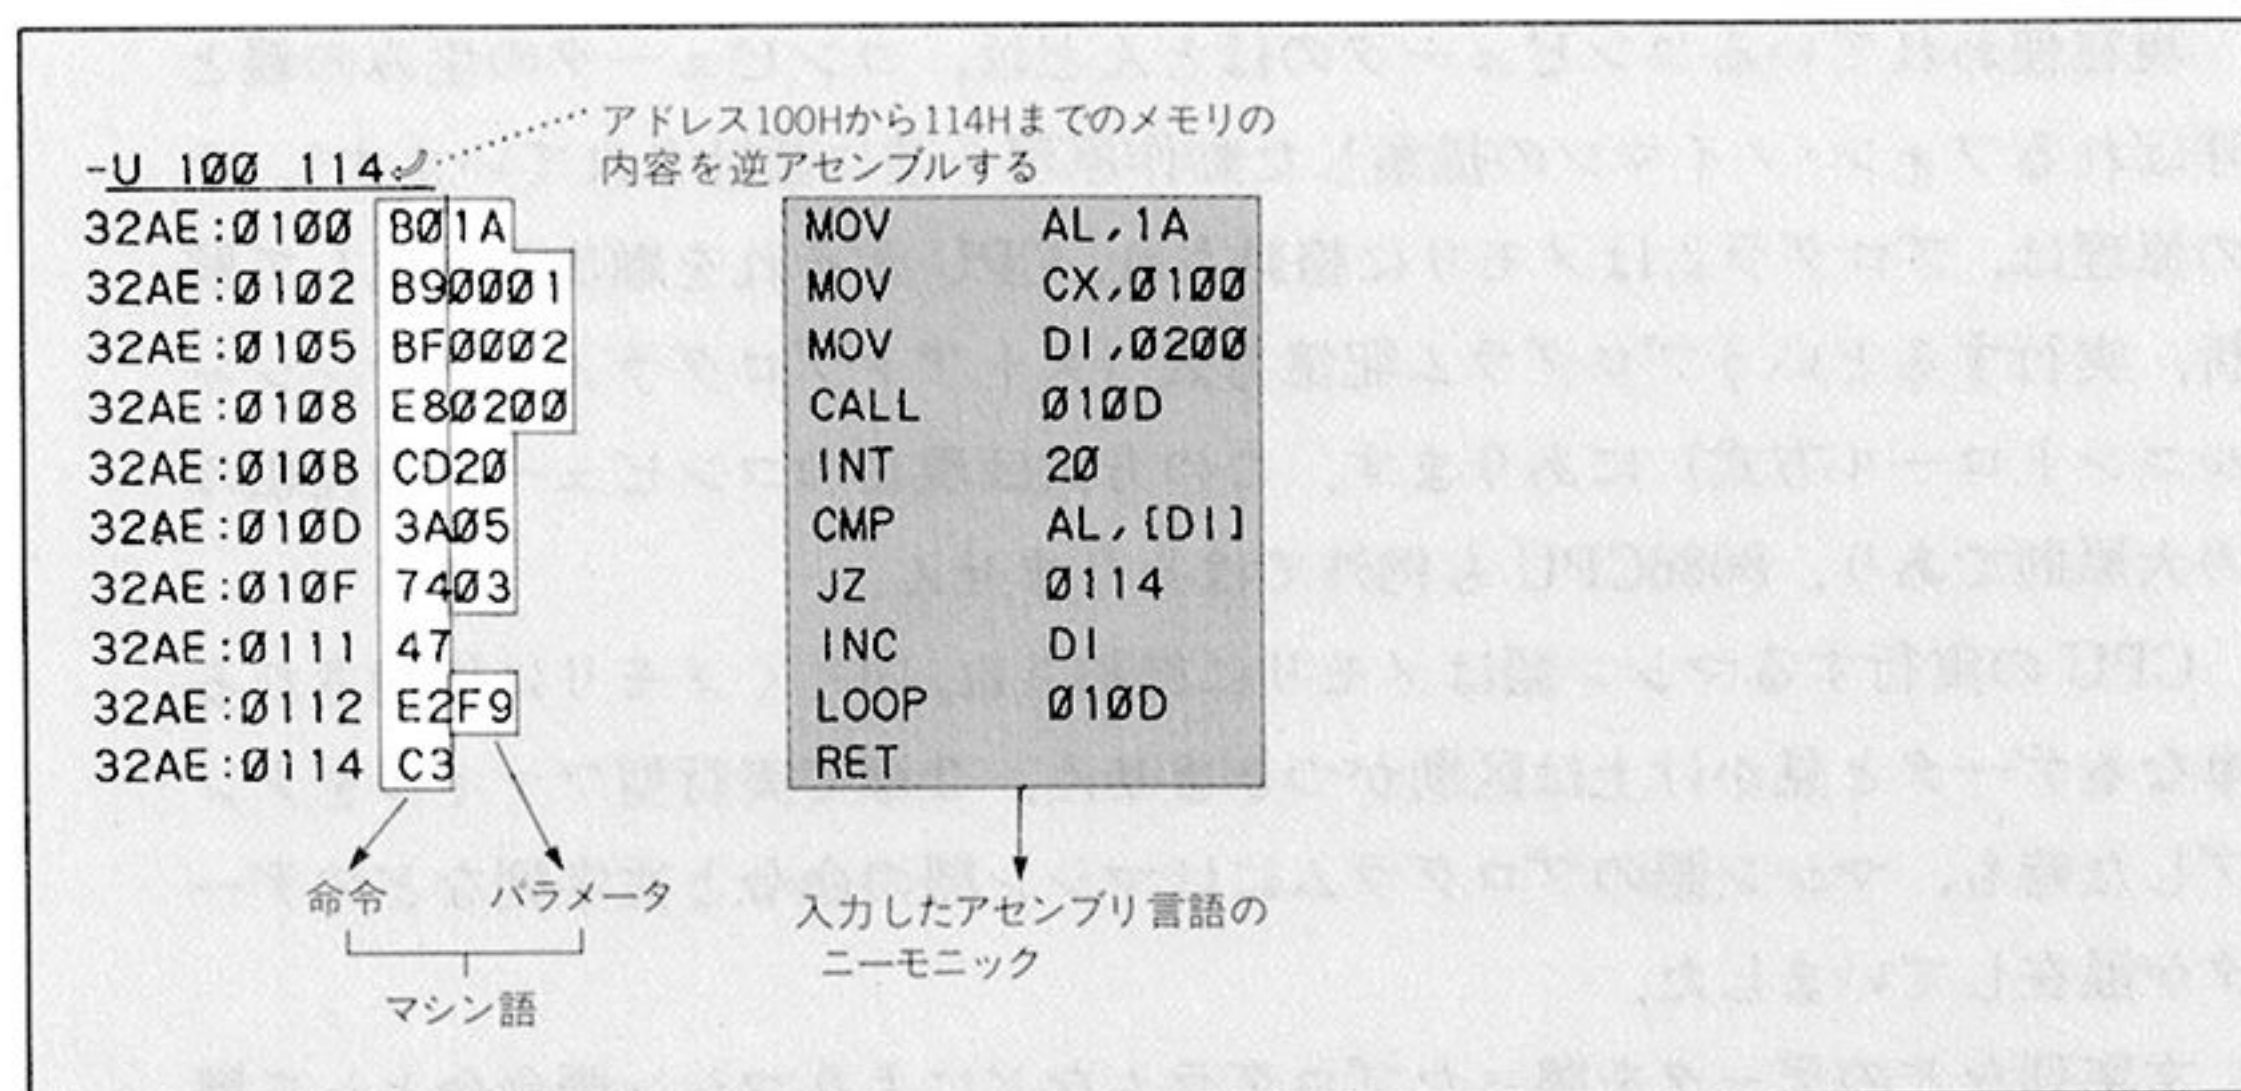 アドレス100Hから114Hまでのメモリの
内容を逆アセンブルする
-U 100 114
32AE:0100 B01A MOV AL,1A
32AE:0102 B90001 MOV CX,0100
32AE:0105 BF0002 MOV DI,0200
32AE:0108 E80200 CALL 010D
32AE:010B CD20 INT 20
32AE:010D 3A05 CMP AL,[DI]
32AE:010F 7403 JZ 0114
32AE:0111 47 INC DI
32AE:0112 E2F9 LOOP 010D
32AE:0114 C3 RET
命令 パラメータ
マシン語
入力したアセンブリ言語の
ニーモニック